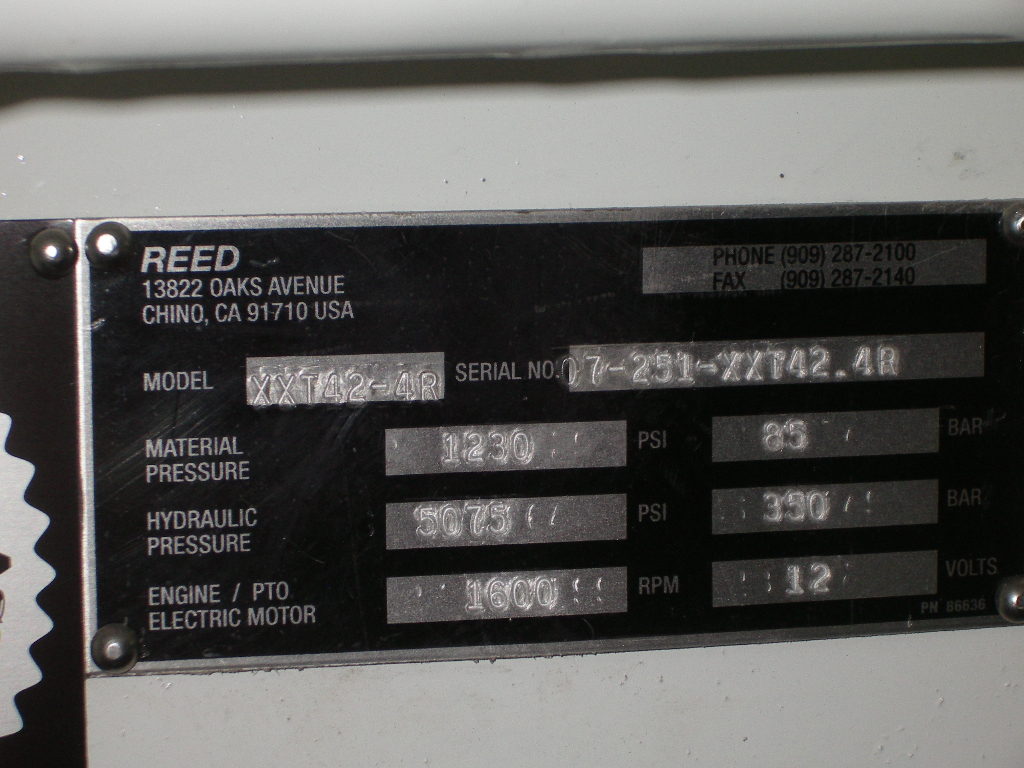 REED
13822 OAKS AVENUE
CHINO, CA 91710 USA
PHONE (909) 287-2100
FAX (909) 287-2140
MODEL XXT42-4R SERIAL NO. 07-251-XXT42.4R
MATERIAL PRESSURE 1230 PSI 85 BAR
HYDRAULIC PRESSURE 5075 PSI 350 BAR
ENGINE / PTO ELECTRIC MOTOR 1600 RPM 12 VOLTS
PN 86636